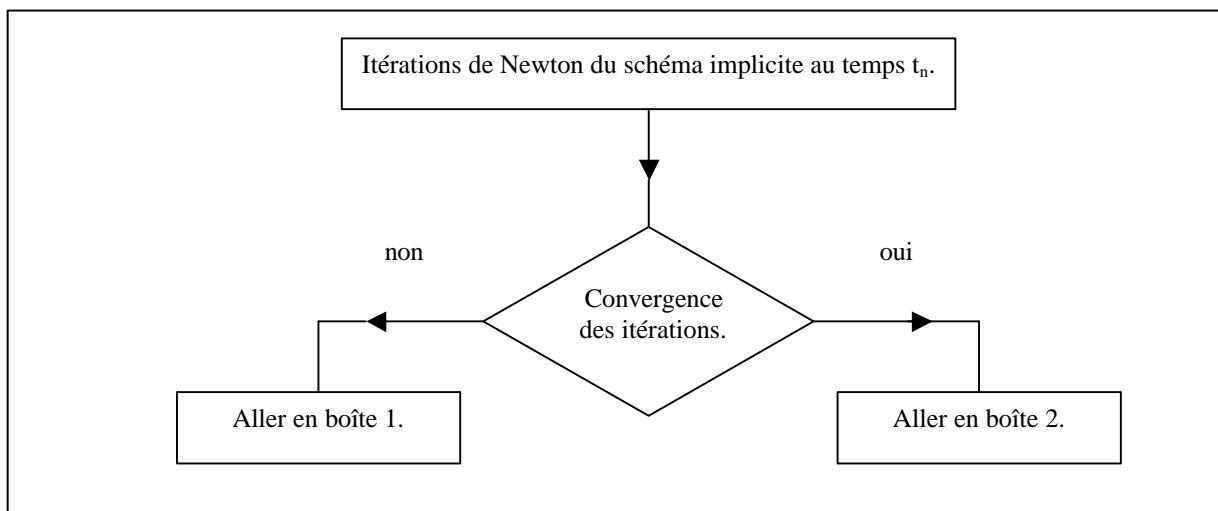 Itérations de Newton du schéma implicite au temps tn.
non
oui
Convergence
des itérations.
Aller en boîte 1.
Aller en boîte 2.